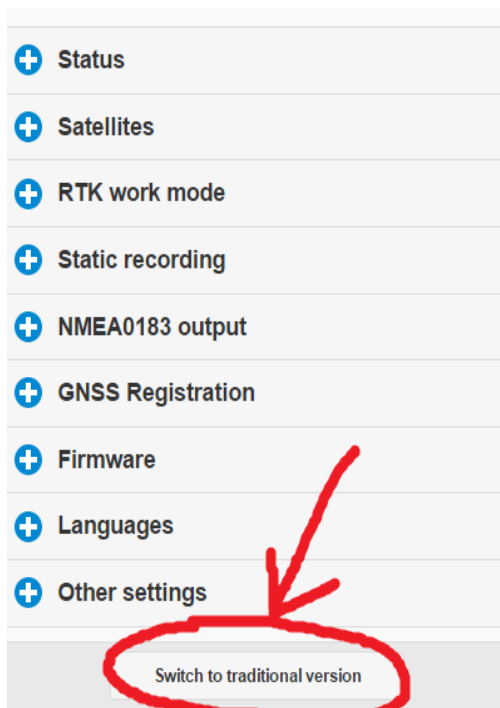 Status
Satellites
RTK work mode
Static recording
NMEA0183 output
GNSS Registration
Firmware
Languages
Other settings
Switch to traditional version